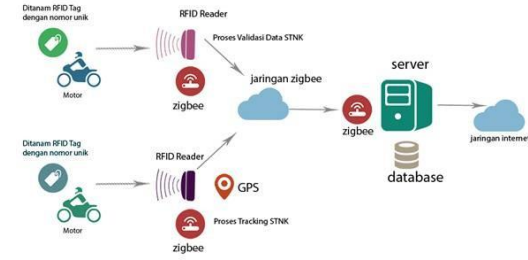 Ditanam RFID Tag
dengan nomor unik
Motor
RFID Reader
Proses Validasi Data STNK
zigbee
jaringan zigbee
zigbee
server
database
jaringan internet
Ditanam RFID Tag
dengan nomor unik
Motor
RFID Reader
GPS
Proses Tracking STNK
zigbee